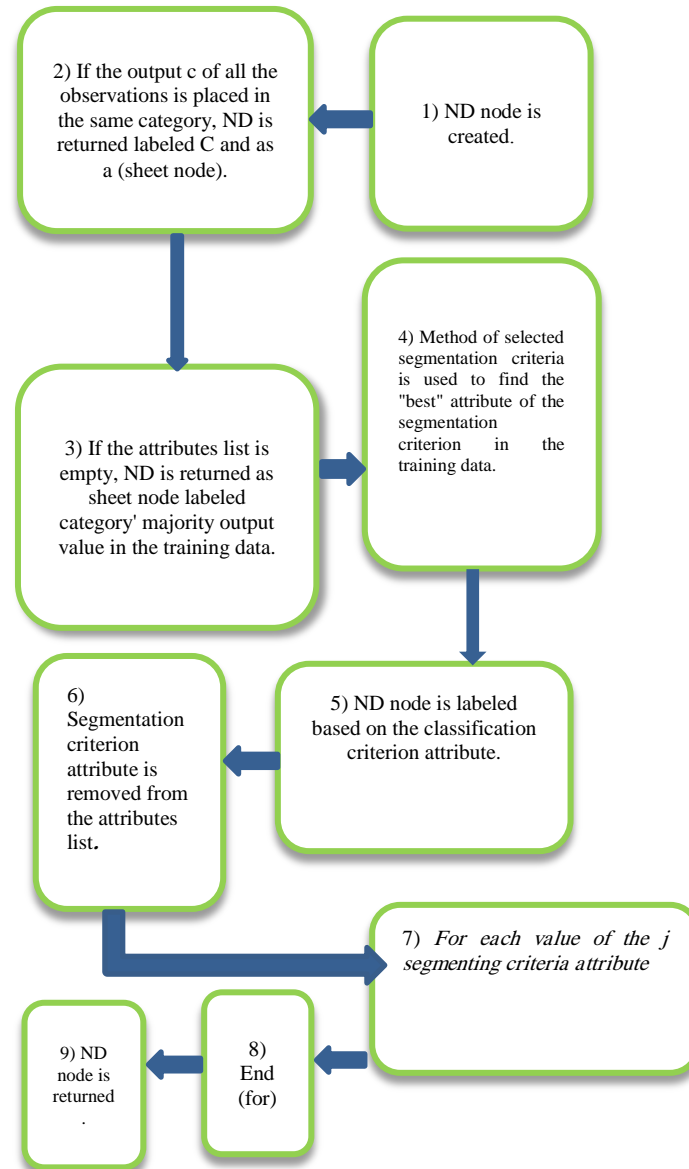 1) ND node is
created.
2) If the output c of all the
observations is placed in
the same category, ND is
returned labeled C and as
a (sheet node).
3) If the attributes list is
empty, ND is returned as
sheet node labeled
category' majority output
value in the training data.
4) Method of selected
segmentation criteria
is used to find the
"best" attribute of the
segmentation
criterion in the
training data.
5) ND node is labeled
based on the classification
criterion attribute.
6)
Segmentation
criterion
attribute is
removed from
the attributes
list.
7) For each value of the j
segmenting criteria attribute
8)
End
(for)
9) ND
node is
returned
.